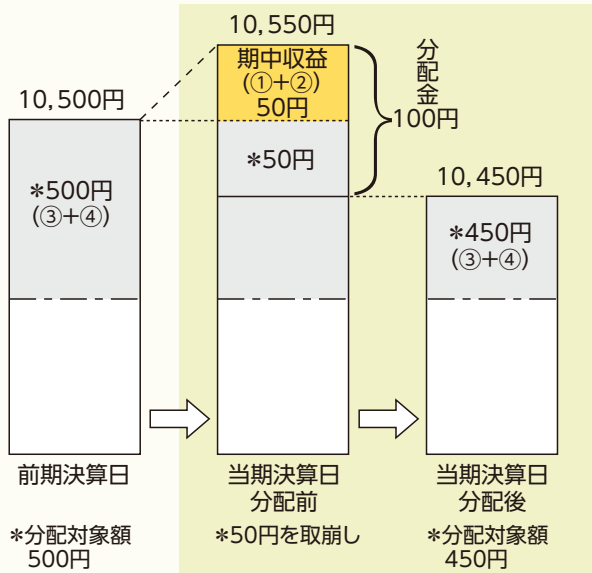 10,500円
*500円
(③+④)
前期決算日
*分配対象額
500円
10,550円
期中収益
(①+②)
50円
*50円
分配金
100円
当期決算日
分配前
*50円を取崩し
10,450円
*450円
(③+④)
当期決算日
分配後
*分配対象額
450円